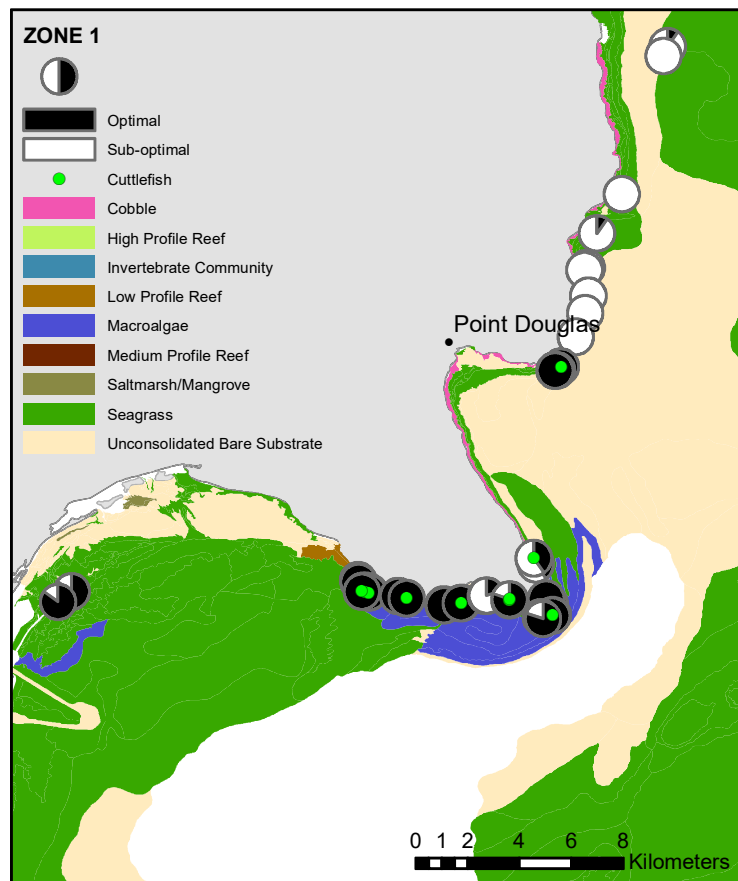 ZONE 1
Optimal
Sub-optimal
Cuttlefish
Cobble
High Profile Reef
Invertebrate Community
Low Profile Reef
Macroalgae
Medium Profile Reef
Saltmarsh/Mangrove
Seagrass
Unconsolidated Bare Substrate
Point Douglas
0 1 2 4 6 8
Kilometers